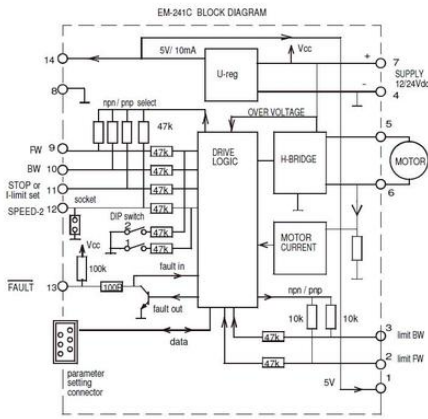 EM-241C BLOCK DIAGRAM
14
5V/ 10mA
U-reg
Vcc
+
7
SUPPLY
12/24Vdc
-
4
8
npn / pnp select
47k
OVER VOLTAGE
FW 9
47k
BW 10
47k
STOP or
I-limit set
11
47k
SPEED-2 12
47k
socket
DIP switch
2
47k
1
47k
DRIVE
LOGIC
H-BRIDGE
5
MOTOR
6
MOTOR
CURRENT
Vcc
100k
fault in
FAULT 13
100R
fault out
npn / pnp
10k
10k
data
47k
3
limit BW
47k
2
limit FW
parameter
setting
connector
5V
1